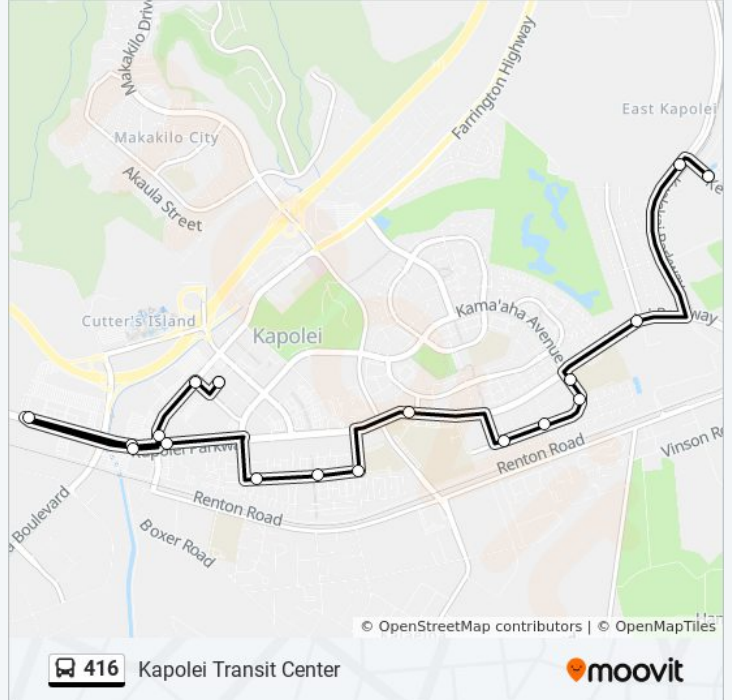 Makakilo Drive
Farrington Highway
East Kapolei
Makakilo City
Akaula Street
Kama'aha Avenue
Cutter's Island
Kapolei
Renton Road
Vinson
Renton Road
Boulevard
Boxer Road
© OpenStreetMap contributors | © OpenMapTiles
416 Kapolei Transit Center
moovit